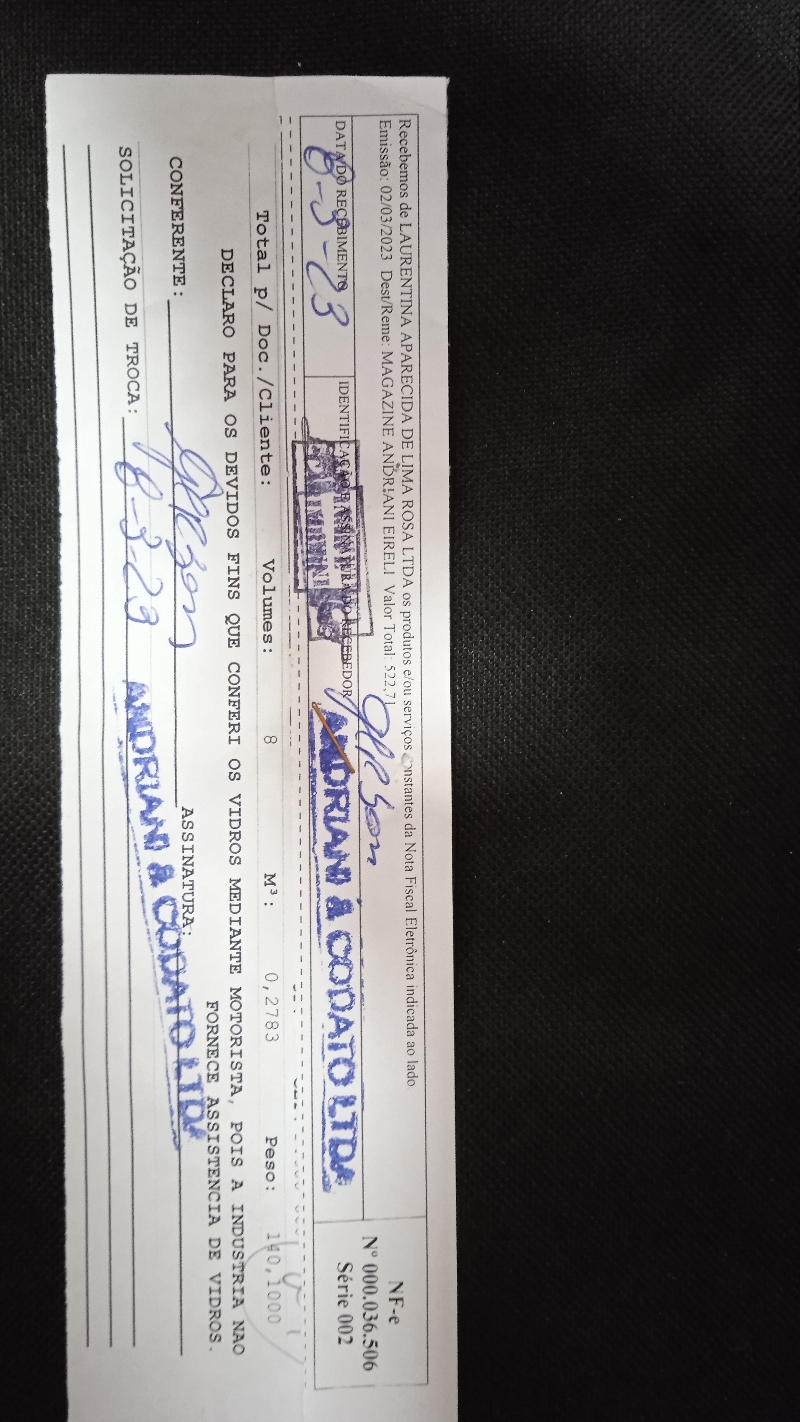 Recebemos de LAURENTINA APARECIDA DE LIMA ROSA LTDA os produtos e/ou serviços constantes da Nota Fiscal Eletrônica indicada ao lado
Emissão: 02/03/2023 Dest/Reme: MAGAZINE ANDRIANI EIRELI Valor Total: 522,71
NF-e
Nº 000.036.506
Série 002
DATA DO RECEBIMENTO
8-3-23
IDENTIFICAÇÃO E ASSINATURA DO RECEBEDOR
Gleson
ANDRIANI & CODATO LTDA
Total p/ Doc./Cliente: Volumes: 8 M³: 0,2783 Peso: 140,1000
DECLARO PARA OS DEVIDOS FINS QUE CONFERI OS VIDROS MEDIANTE MOTORISTA, POIS A INDUSTRIA NAO
FORNECE ASSISTENCIA DE VIDROS.
CONFERENTE: Gleson ASSINATURA:
SOLICITAÇÃO DE TROCA: 8-3-23 ANDRIANI & CODATO LTDA